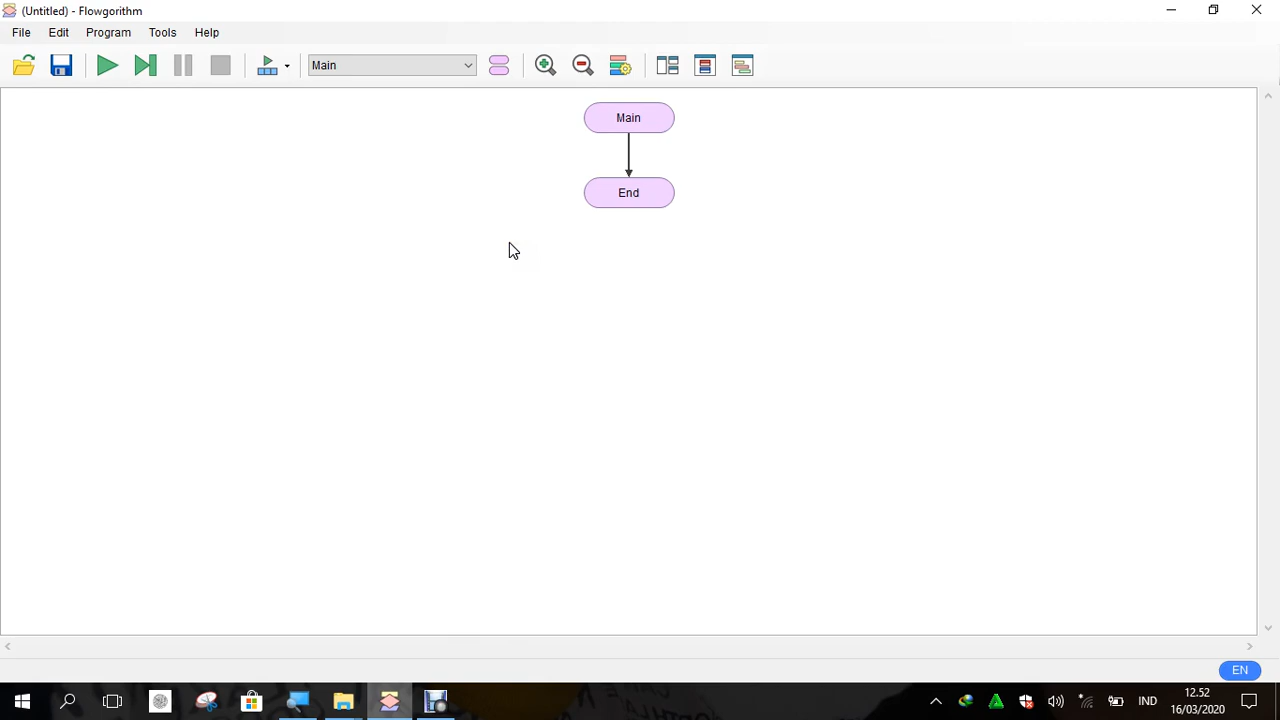 (Untitled) - Flowgorithm
File Edit Program Tools Help
Main
Main
End
EN
IND
12.52
16/03/2020